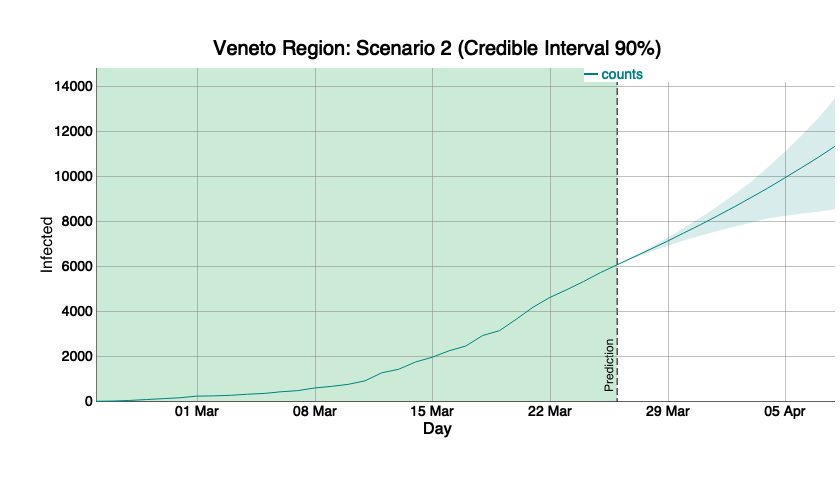 Veneto Region: Scenario 2 (Credible Interval 90%)
counts
14000
12000
10000
8000
6000
4000
2000
0
Infected
Prediction
01 Mar
08 Mar
15 Mar
22 Mar
29 Mar
05 Apr
Day